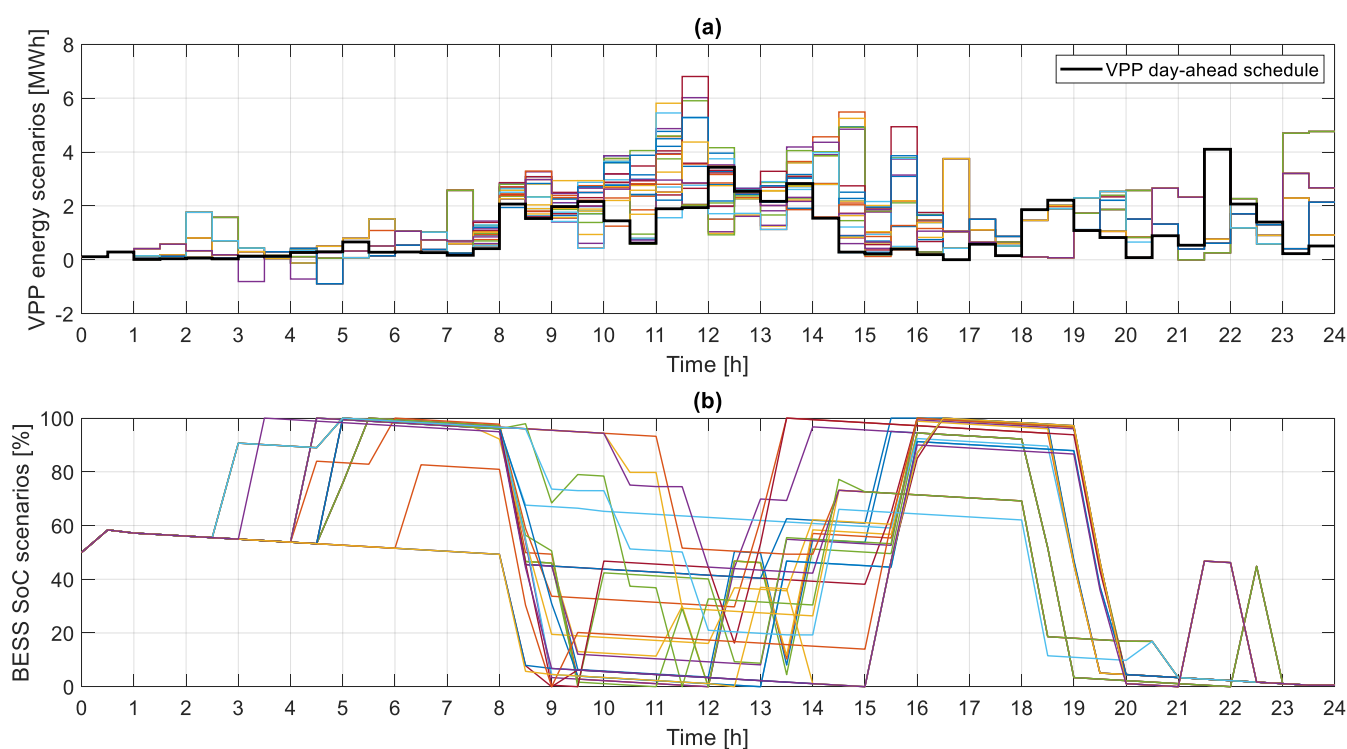 (a)
VPP energy scenarios [MWh]
8
6
4
2
0
-2
VPP day-ahead schedule
0 1 2 3 4 5 6 7 8 9 10 11 12 13 14 15 16 17 18 19 20 21 22 23 24
Time [h]
(b)
BESS SoC scenarios [%]
100
80
60
40
20
0
0 1 2 3 4 5 6 7 8 9 10 11 12 13 14 15 16 17 18 19 20 21 22 23 24
Time [h]